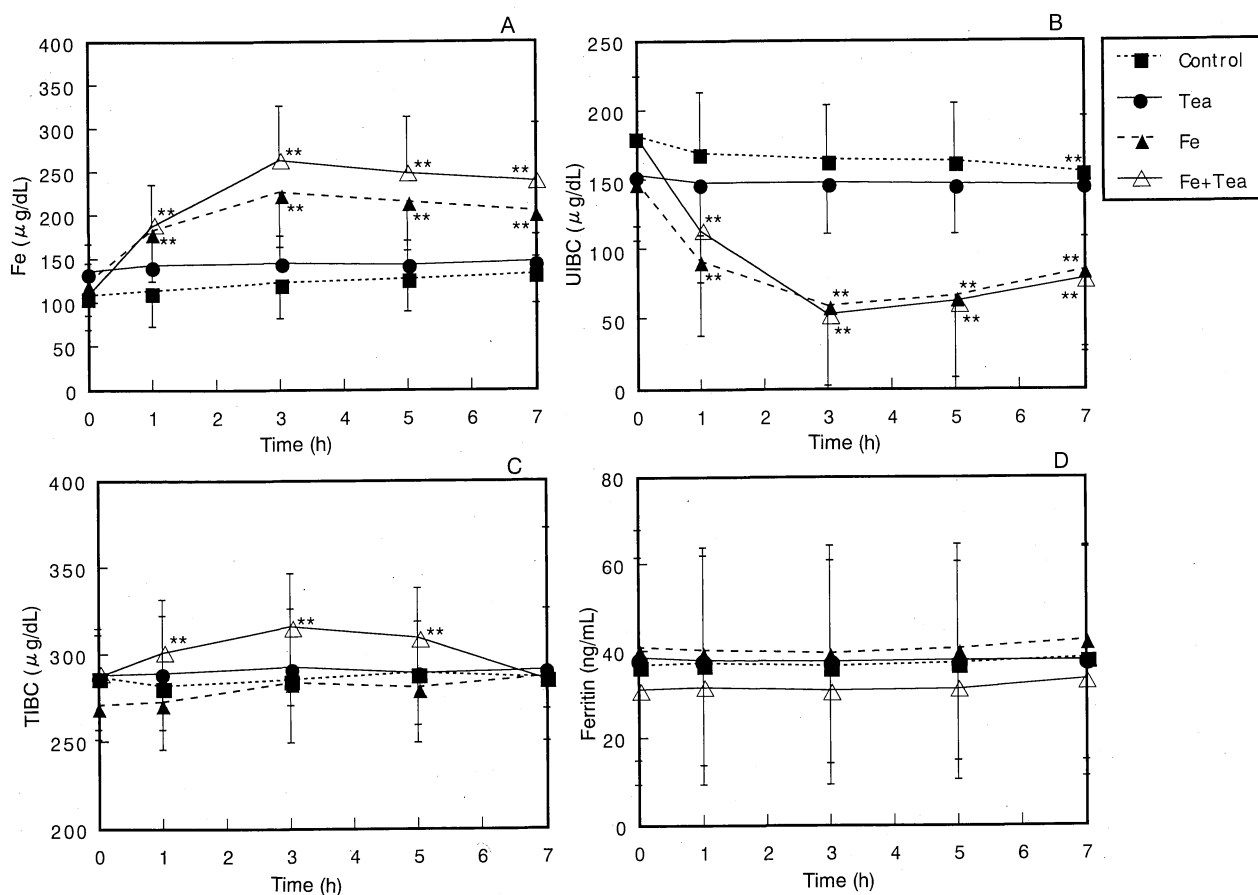 A
400
350
300
250
200
150
100
50
0
Fe (μg/dL)
** ** ** **
** ** ** **
0 1 2 3 4 5 6 7
Time (h)
B
250
200
150
100
50
0
UIBC (μg/dL)
**
** ** ** **
** ** ** **
0 1 2 3 4 5 6 7
Time (h)
Control
Tea
Fe
Fe+Tea
C
400
350
300
250
200
TIBC (μg/dL)
** ** **
0 1 2 3 4 5 6 7
Time (h)
D
80
60
40
20
0
Ferritin (ng/mL)
0 1 2 3 4 5 6 7
Time (h)